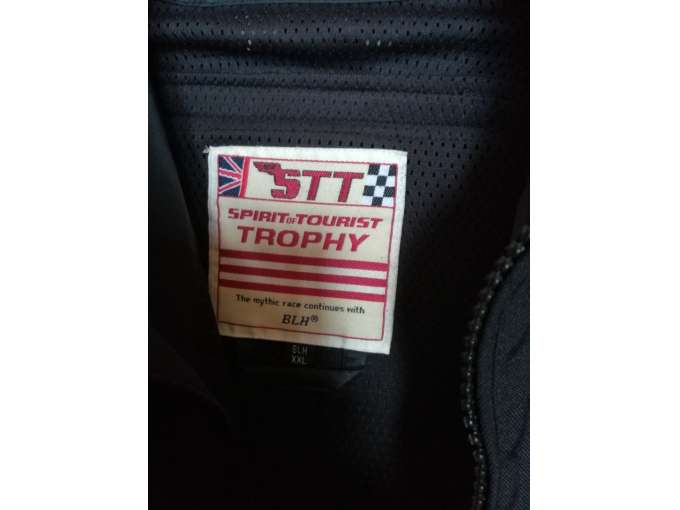 STT
SPIRIT OF TOURIST
TROPHY
The mythic race continues with
BLH®
BLH
XXL